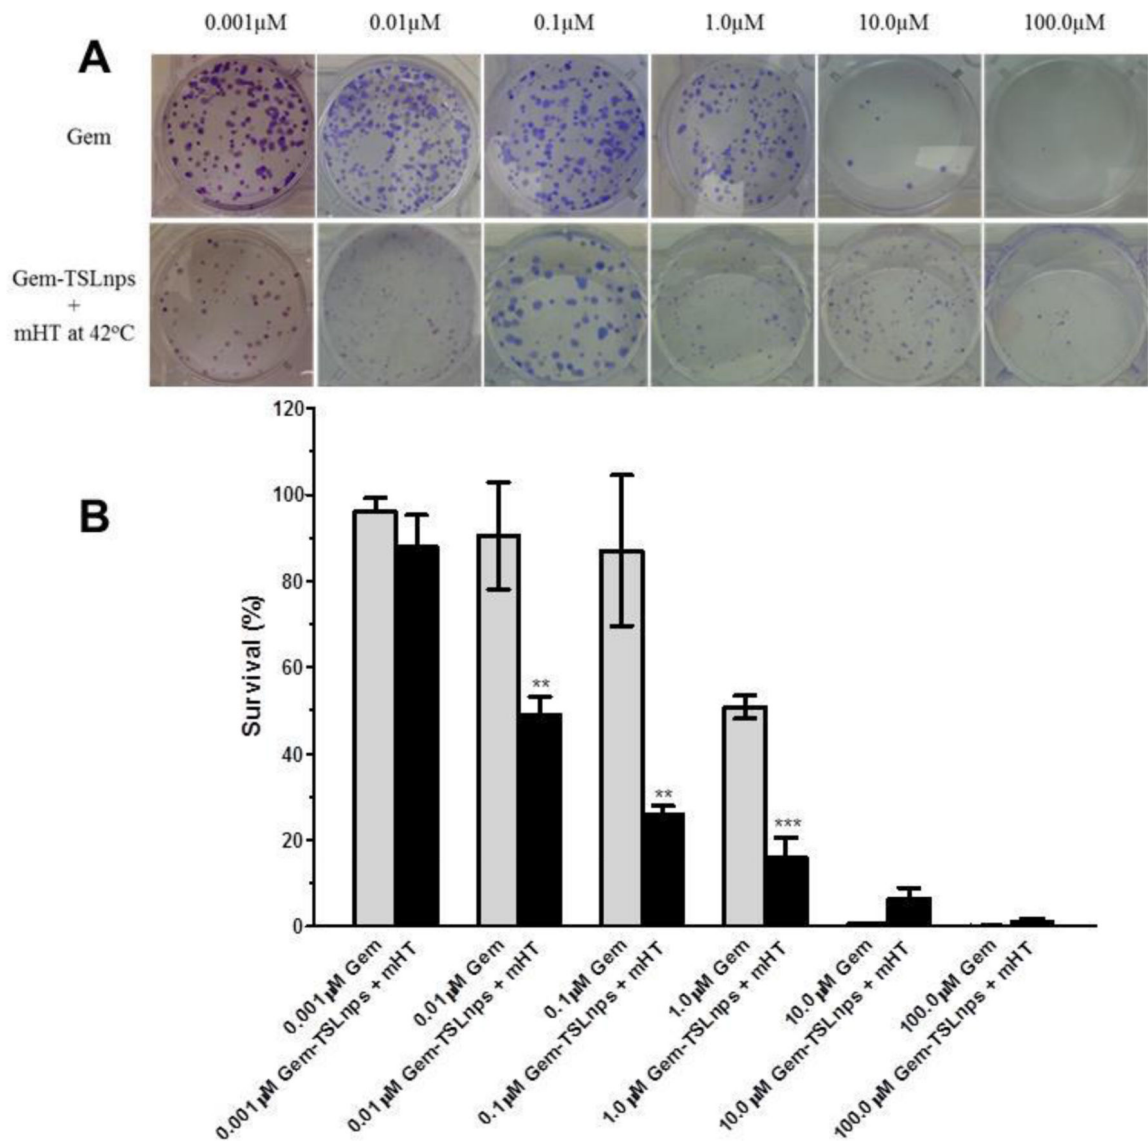 0.001µM 0.01µM 0.1µM 1.0µM 10.0µM 100.0µM
A
Gem
Gem-TSLnps
+
mHT at 42°C
B
Survival (%)
120
100
80
60
40
20
0
**
**
***
0.001 µM Gem
0.001 µM Gem-TSLnps + mHT
0.01 µM Gem
0.01 µM Gem-TSLnps + mHT
0.1µM Gem
0.1µM Gem-TSLnps + mHT
1.0 µM Gem
1.0 µM Gem-TSLnps + mHT
10.0 µM Gem
10.0 µM Gem-TSLnps + mHT
100.0 µM Gem
100.0 µM Gem-TSLnps + mHT